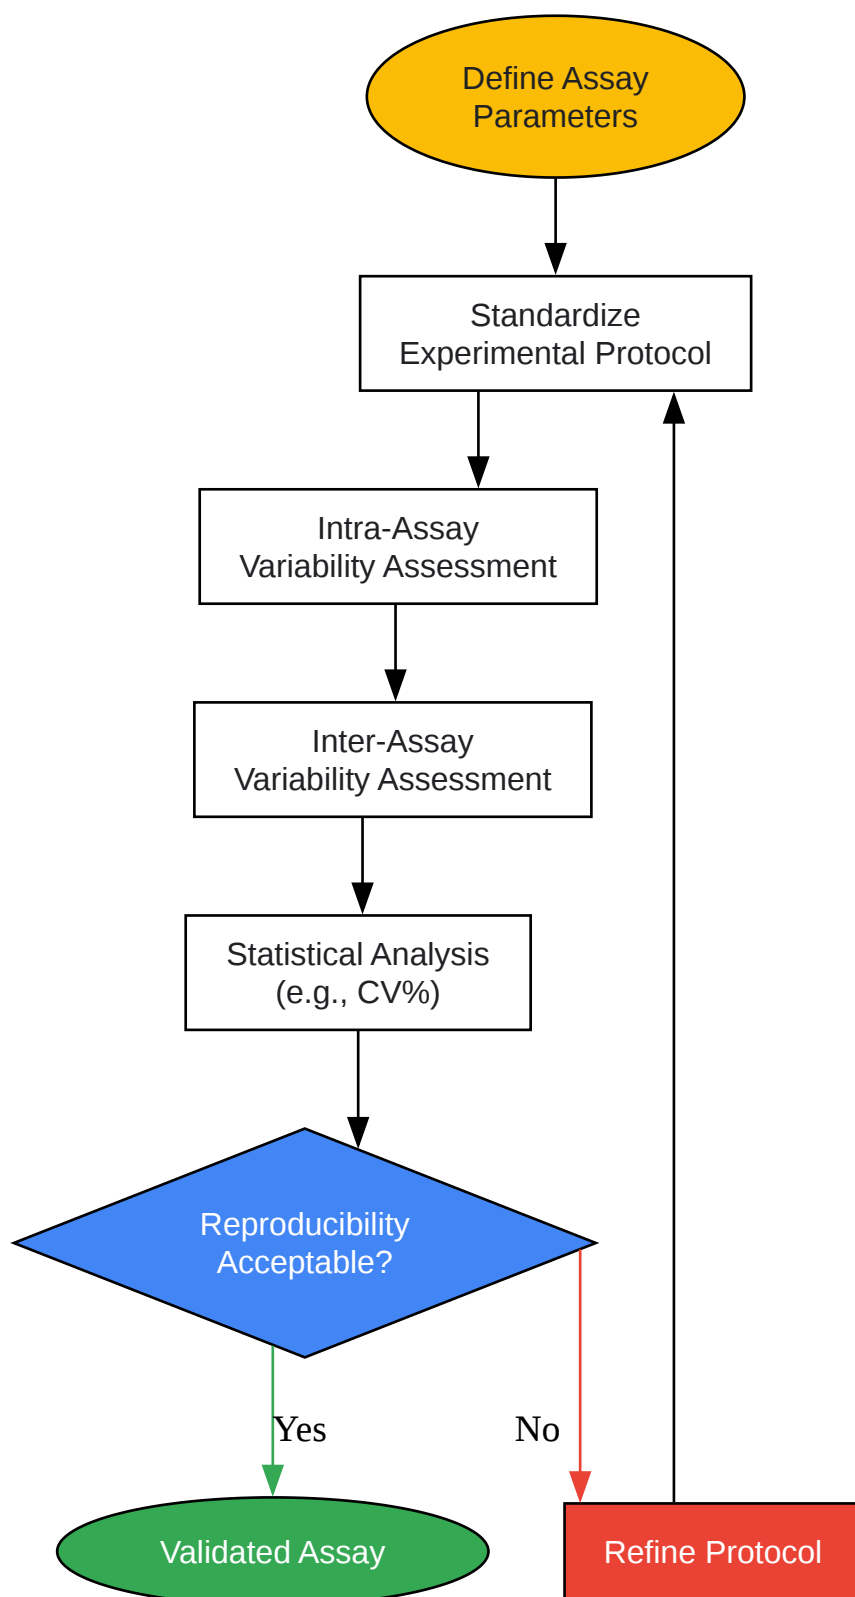 Define Assay
Parameters
Standardize
Experimental Protocol
Intra-Assay
Variability Assessment
Inter-Assay
Variability Assessment
Statistical Analysis
(e.g., CV%)
Reproducibility
Acceptable?
Yes
No
Validated Assay
Refine Protocol